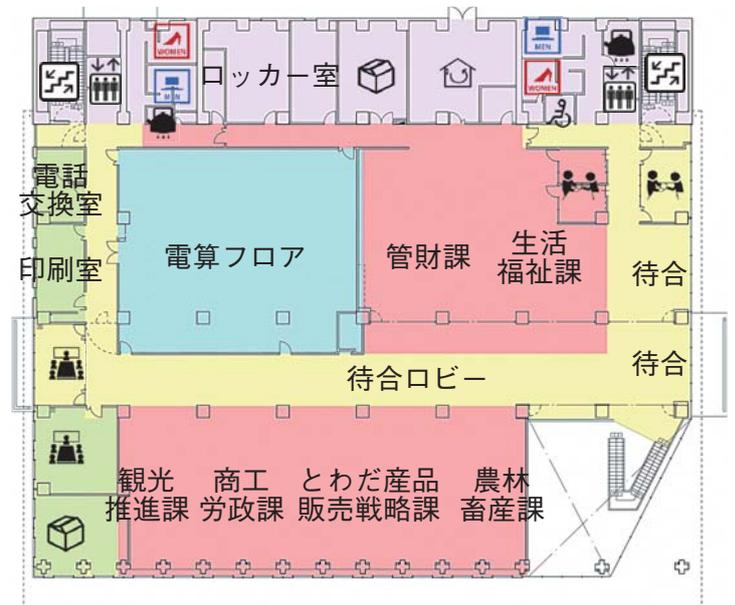 WOMEN
MEN
MEN
WOMEN
ロッカー室
電話
交換室
印刷室
電算フロア
管財課
生活
福祉課
待合
待合
待合ロビー
観光
推進課
商工
労政課
とわだ産品
販売戦略課
農林
畜産課